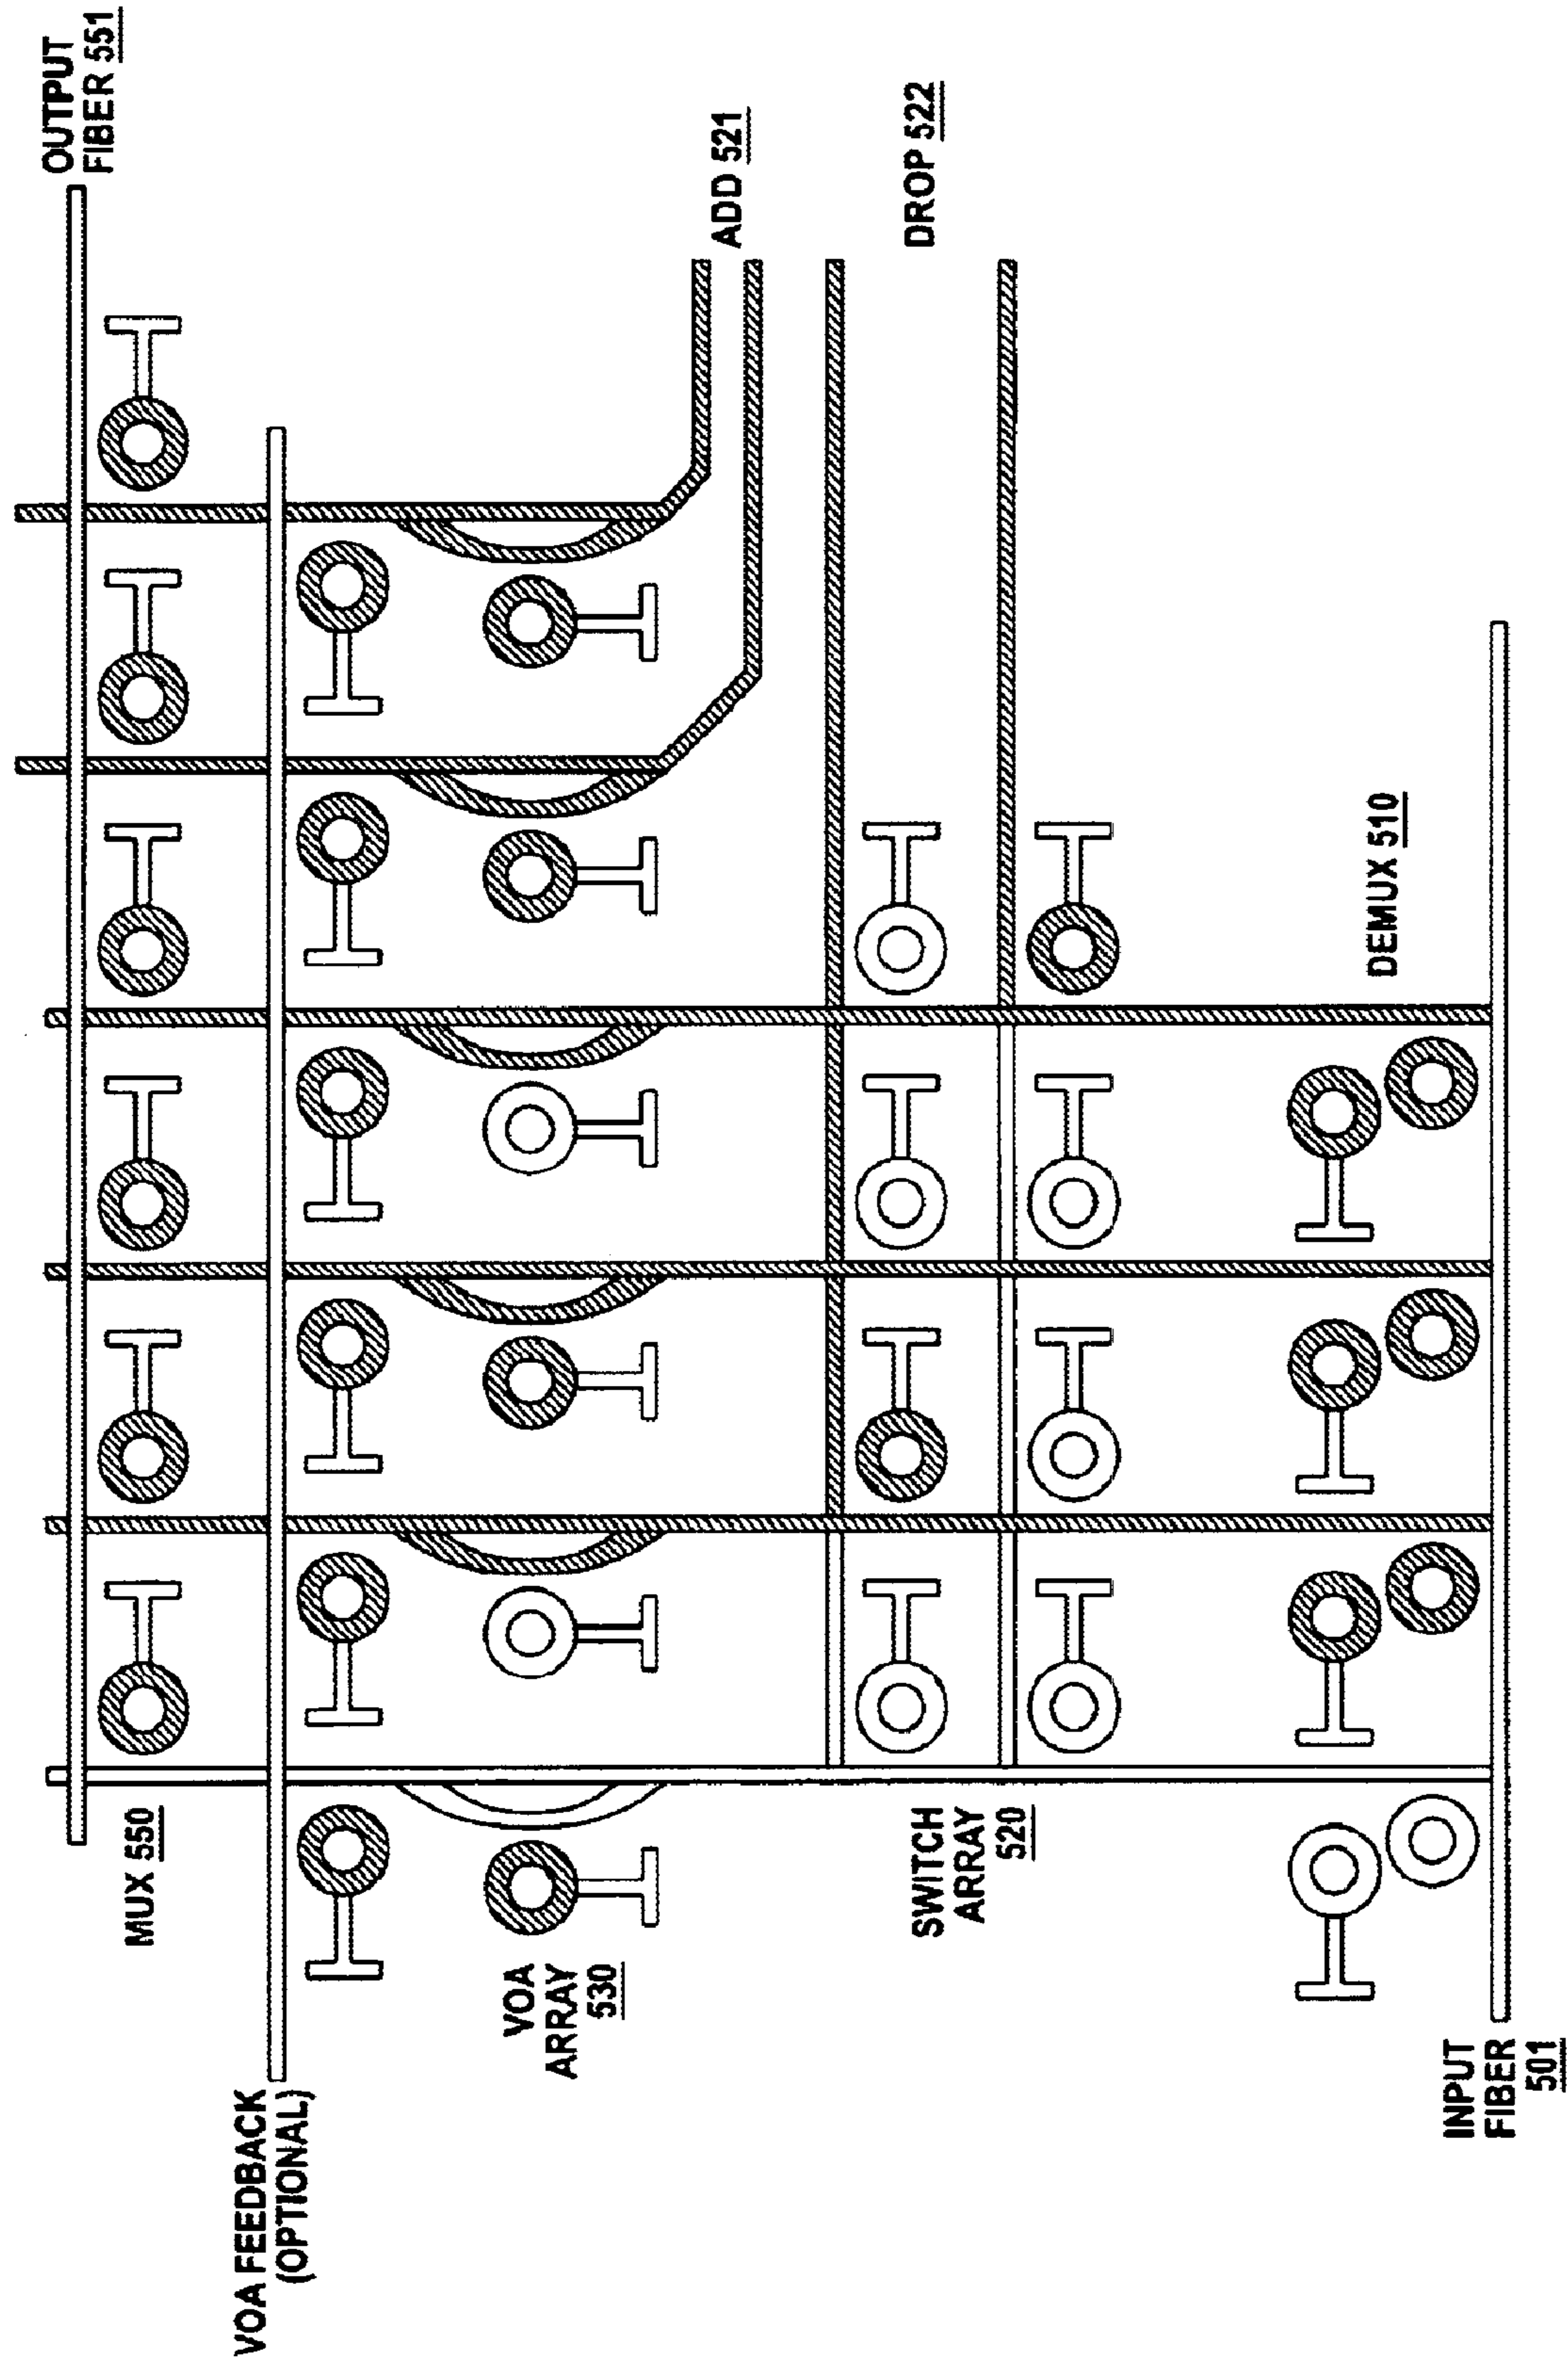 OUTPUT
FIBER 551
ADD 521
DROP 522
DEMUX 510
MUX 550
VOA FEEDBACK
(OPTIONAL)
VOA
ARRAY
530
SWITCH
ARRAY
520
INPUT
FIBER
501